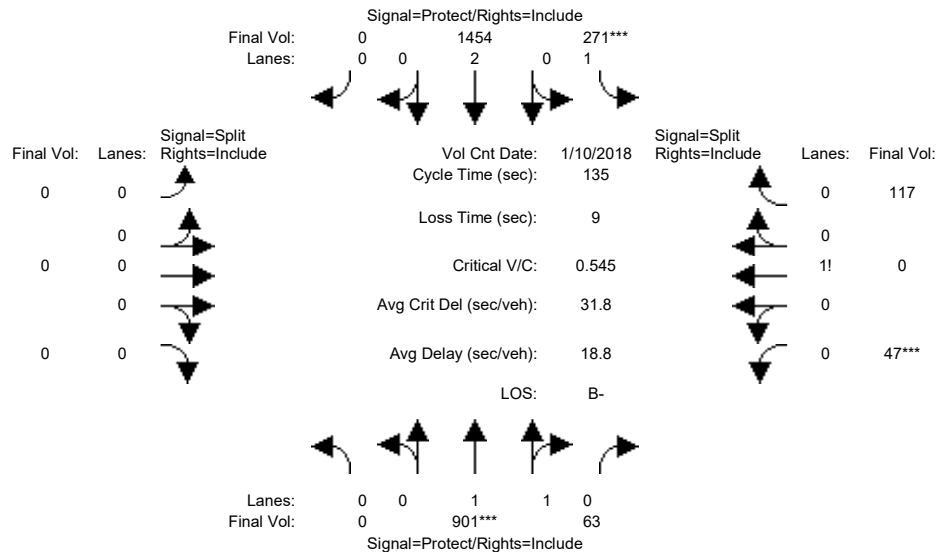 Signal=Protect/Rights=Include
Final Vol: 0 1454 271***
Lanes: 0 0 2 0 1
Signal=Split Signal=Split
Final Vol: Lanes: Rights=Include Vol Cnt Date: 1/10/2018 Rights=Include Lanes: Final Vol:
Cycle Time (sec): 135
0 0 0 117
Loss Time (sec): 9
0 0
0 0 Critical V/C: 0.545 1! 0
0 Avg Crit Del (sec/veh): 31.8 0
0 0 Avg Delay (sec/veh): 18.8 0 47***
LOS: B-
Lanes: 0 0 1 1 0
Final Vol: 0 901*** 63
Signal=Protect/Rights=Include